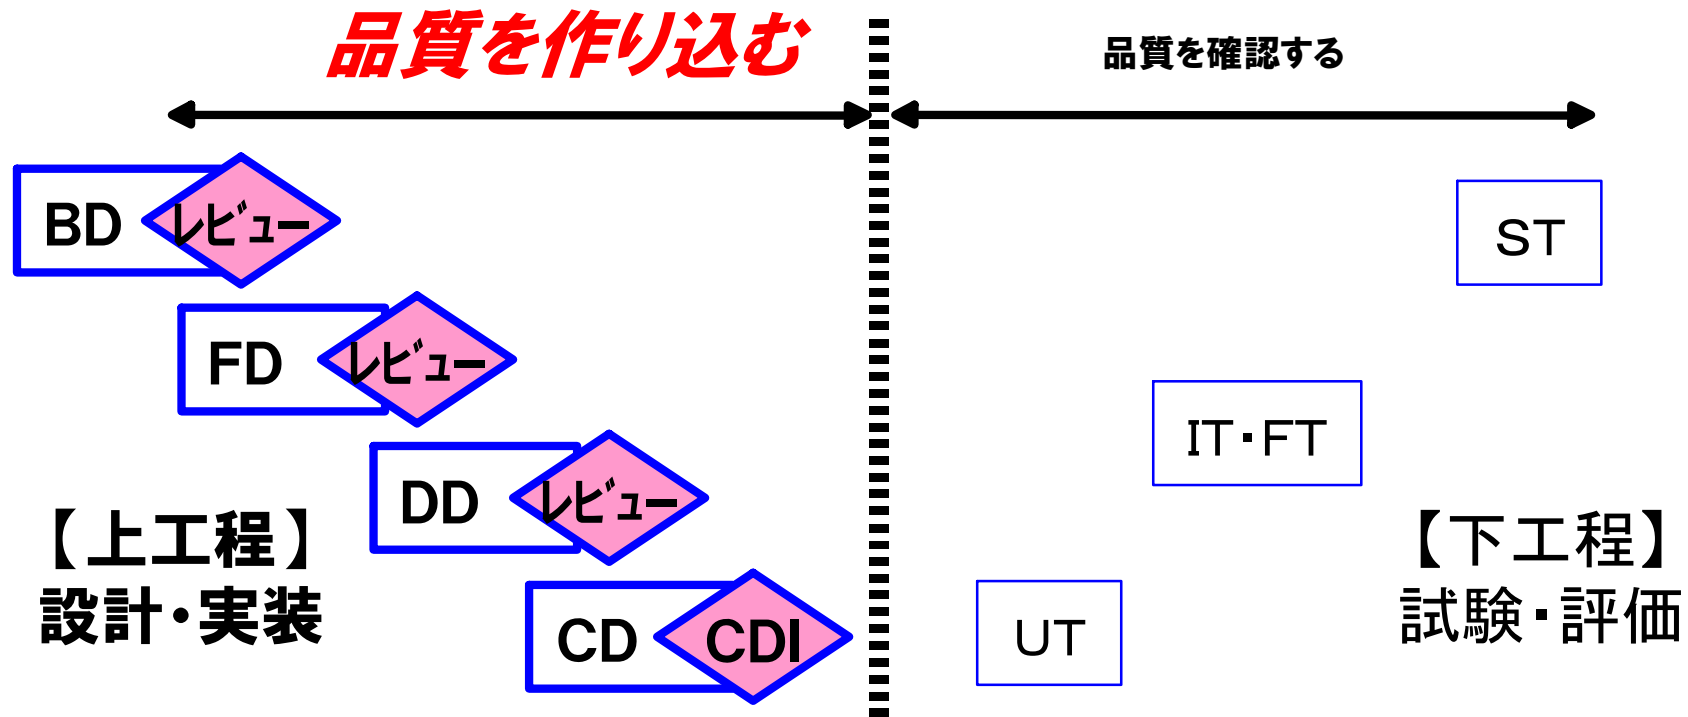 品質を作り込む
品質を確認する
BD
レビュー
ST
FD
レビュー
IT・FT
DD
レビュー
【上工程】
設計・実装
【下工程】
試験・評価
CD
CDI
UT